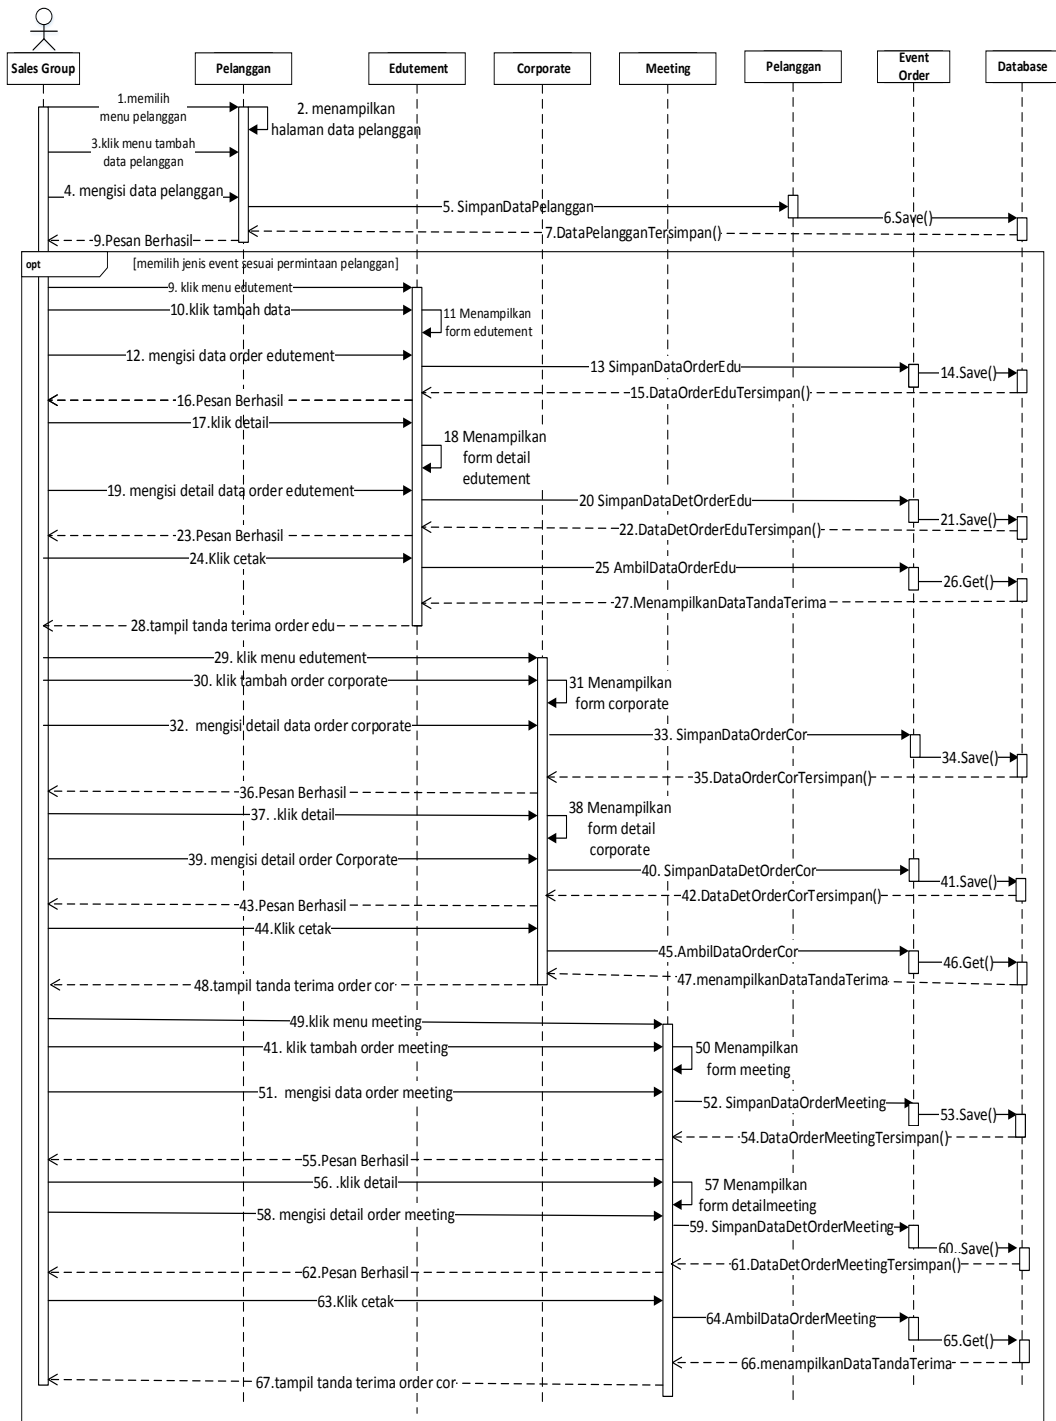 Sales Group
Pelanggan
Edutement
Corporate
Meeting
Pelanggan
Event
Order
Database
1.memilih
menu pelanggan
2. menampilkan
halaman data pelanggan
3.klik menu tambah
data pelanggan
4. mengisi data pelanggan
5. SimpanDataPelanggan
6.Save()
7.DataPelangganTersimpan()
9.Pesan Berhasil
opt
[memilih jenis event sesuai permintaan pelanggan]
9. klik menu edutement
10.klik tambah data
11 Menampilkan
form edutement
12. mengisi data order edutement
13 SimpanDataOrderEdu
14.Save()
15.DataOrderEduTersimpan()
16.Pesan Berhasil
17.klik detail
18 Menampilkan
form detail
edutement
19. mengisi detail data order edutement
20 SimpanDataDetOrderEdu
21.Save()
22.DataDetOrderEduTersimpan()
23.Pesan Berhasil
24.Klik cetak
25 AmbilDataOrderEdu
26.Get()
27.MenampilkanDataTandaTerima
28.tampil tanda terima order edu
29. klik menu edutement
30. klik tambah order corporate
31 Menampilkan
form corporate
32.  mengisi detail data order corporate
33. SimpanDataOrderCor
34.Save()
35.DataOrderCorTersimpan()
36.Pesan Berhasil
37. .klik detail
38 Menampilkan
form detail
corporate
39. mengisi detail order Corporate
40. SimpanDataDetOrderCor
41.Save()
42.DataDetOrderCorTersimpan()
43.Pesan Berhasil
44.Klik cetak
45.AmbilDataOrderCor
46.Get()
47.menampilkanDataTandaTerima
48.tampil tanda terima order cor
49.klik menu meeting
41. klik tambah order meeting
50 Menampilkan
form meeting
51.  mengisi data order meeting
52. SimpanDataOrderMeeting
53.Save()
54.DataOrderMeetingTersimpan()
55.Pesan Berhasil
56. .klik detail
57 Menampilkan
form detailmeeting
58. mengisi detail order meeting
59. SimpanDataDetOrderMeeting
60..Save()
61.DataDetOrderMeetingTersimpan()
62.Pesan Berhasil
63.Klik cetak
64.AmbilDataOrderMeeting
65.Get()
66.menampilkanDataTandaTerima
67.tampil tanda terima order cor